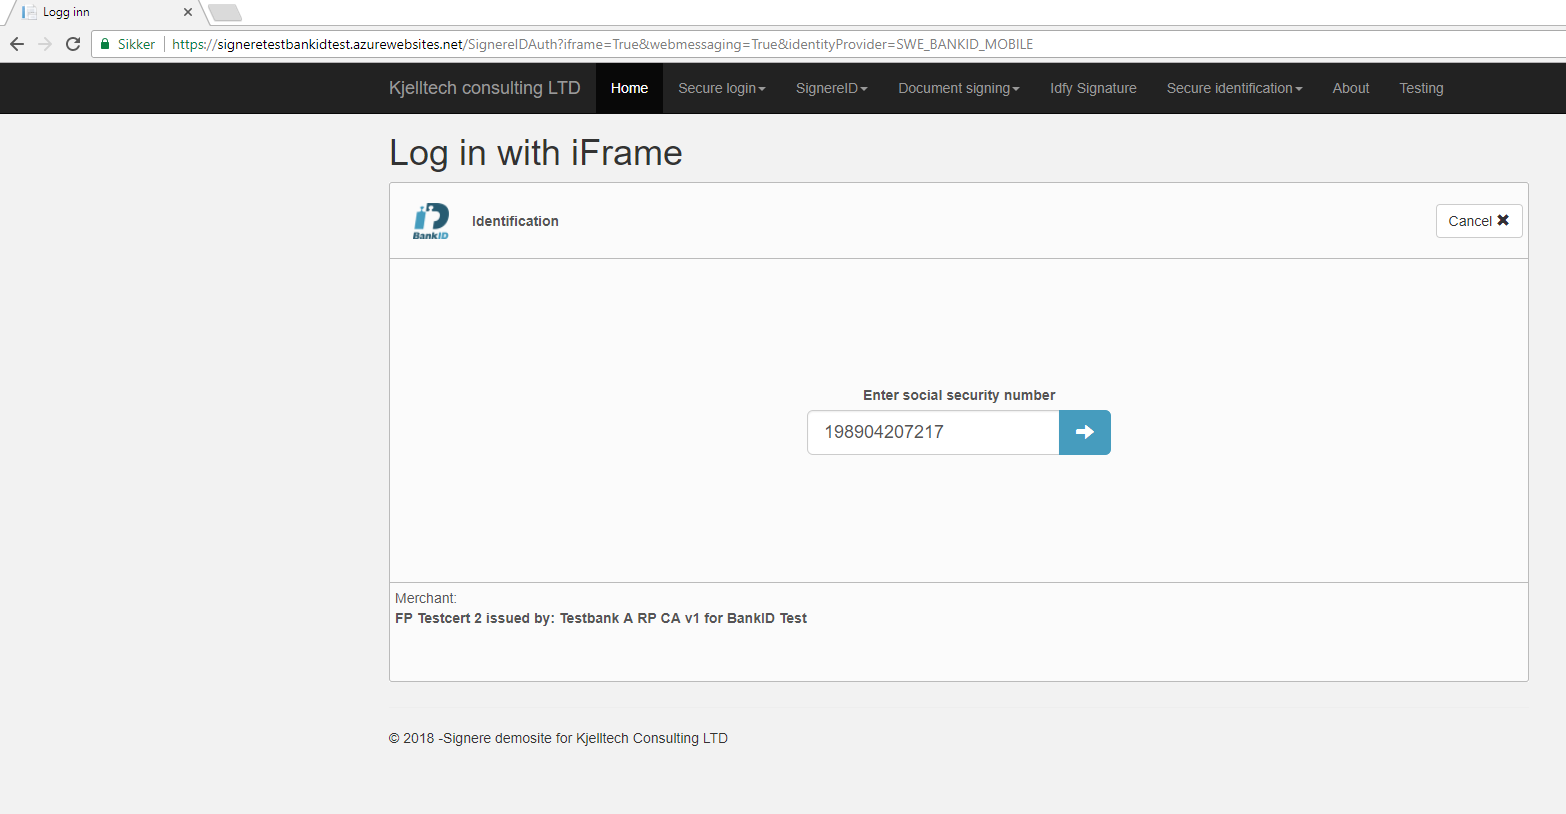 Logg inn
Sikker https://signeretestbankidtest.azurewebsites.net/SignereIDAuth?iframe=True&webmessaging=True&identityProvider=SWE_BANKID_MOBILE
Kjelltech consulting LTD Home Secure login SignereID Document signing Idfy Signature Secure identification About Testing
Log in with iFrame
BankID
Identification
Cancel
Enter social security number
198904207217
Merchant:
FP Testcert 2 issued by: Testbank A RP CA v1 for BankID Test
© 2018 -Signere demosite for Kjelltech Consulting LTD